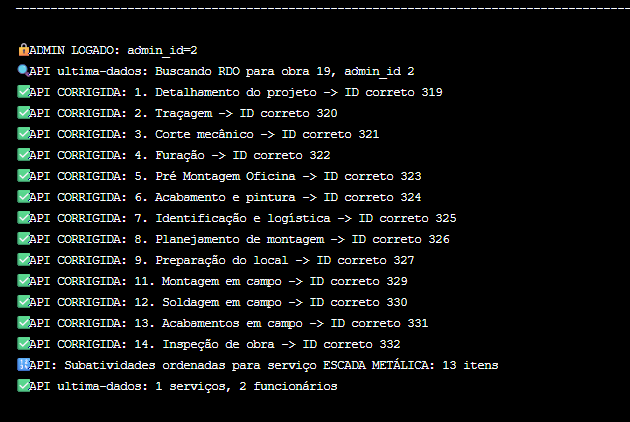 --------------------------------------------------------------------------------
🔒ADMIN LOGADO: admin_id=2
🔍API ultima-dados: Buscando RDO para obra 19, admin_id 2
✅API CORRIGIDA: 1. Detalhamento do projeto -> ID correto 319
✅API CORRIGIDA: 2. Traçagem -> ID correto 320
✅API CORRIGIDA: 3. Corte mecânico -> ID correto 321
✅API CORRIGIDA: 4. Furação -> ID correto 322
✅API CORRIGIDA: 5. Pré Montagem Oficina -> ID correto 323
✅API CORRIGIDA: 6. Acabamento e pintura -> ID correto 324
✅API CORRIGIDA: 7. Identificação e logística -> ID correto 325
✅API CORRIGIDA: 8. Planejamento de montagem -> ID correto 326
✅API CORRIGIDA: 9. Preparação do local -> ID correto 327
✅API CORRIGIDA: 11. Montagem em campo -> ID correto 329
✅API CORRIGIDA: 12. Soldagem em campo -> ID correto 330
✅API CORRIGIDA: 13. Acabamentos em campo -> ID correto 331
✅API CORRIGIDA: 14. Inspeção de obra -> ID correto 332
🔢API: Subatividades ordenadas para serviço ESCADA METÁLICA: 13 itens
✅API ultima-dados: 1 serviços, 2 funcionários